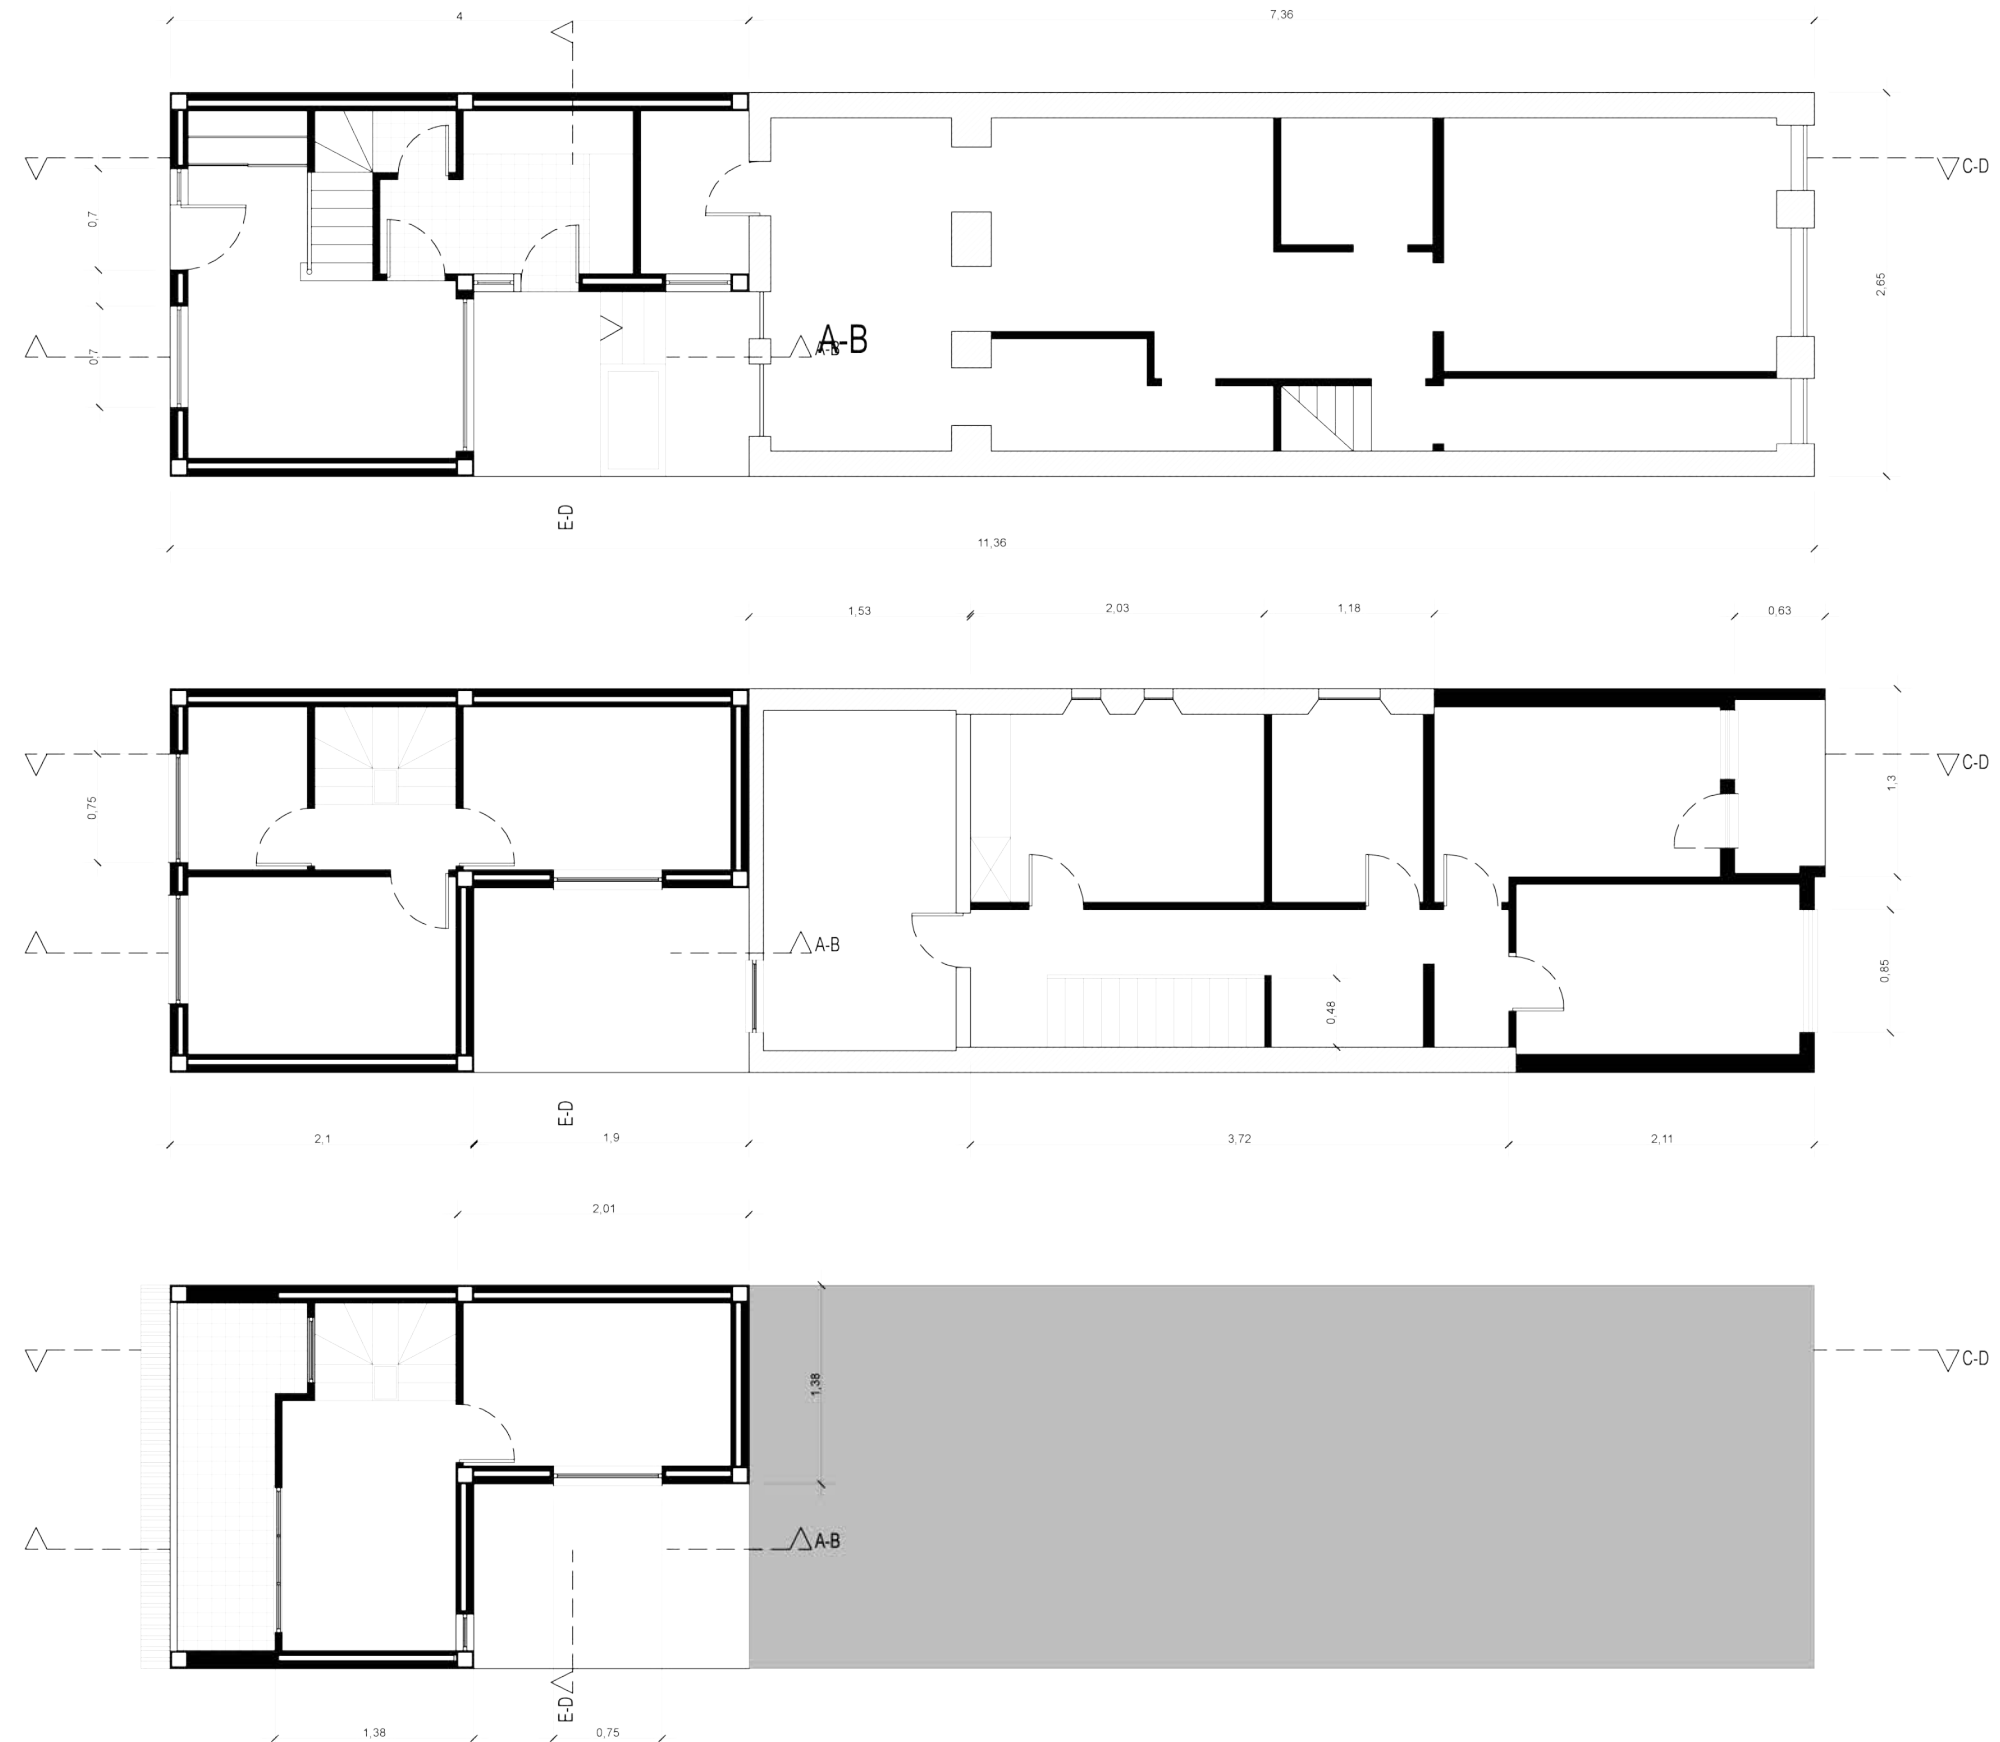 4
7,36
C-D
0,7
2,65
A-B
A-B
0,7
E-D
11,36
1,53
2,03
1,18
0,63
C-D
0,75
1,3
A-B
0,85
0,48
E-D
2,1
1,9
3,72
2,11
2,01
C-D
1,38
A-B
E-D
1,38
0,75